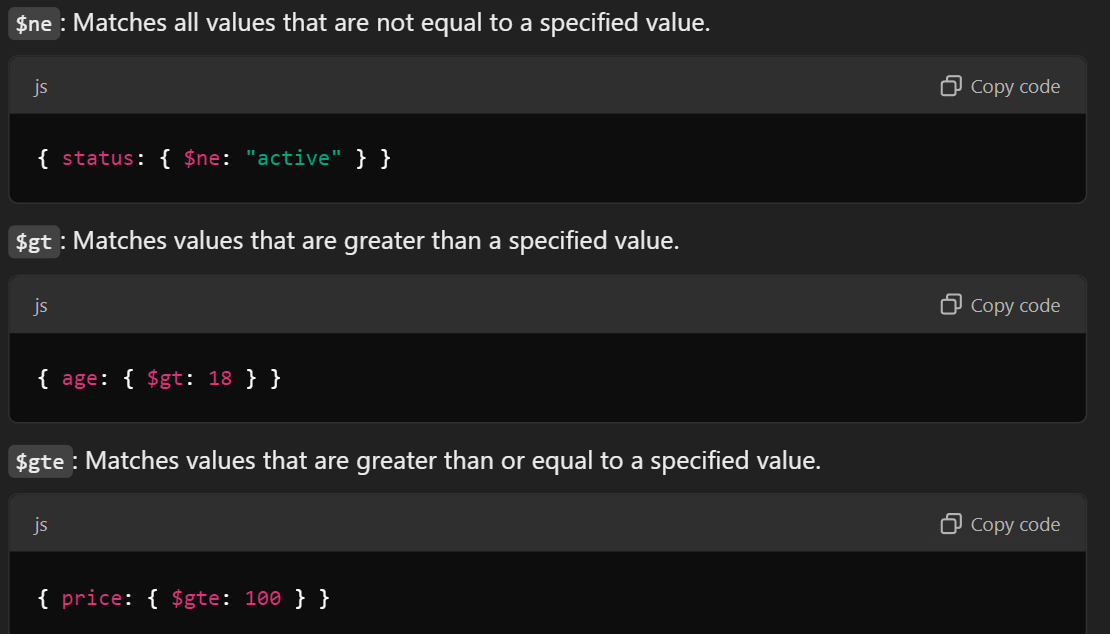 $ne: Matches all values that are not equal to a specified value.
js Copy code
{ status: { $ne: "active" } }
$gt: Matches values that are greater than a specified value.
js Copy code
{ age: { $gt: 18 } }
$gte: Matches values that are greater than or equal to a specified value.
js Copy code
{ price: { $gte: 100 } }